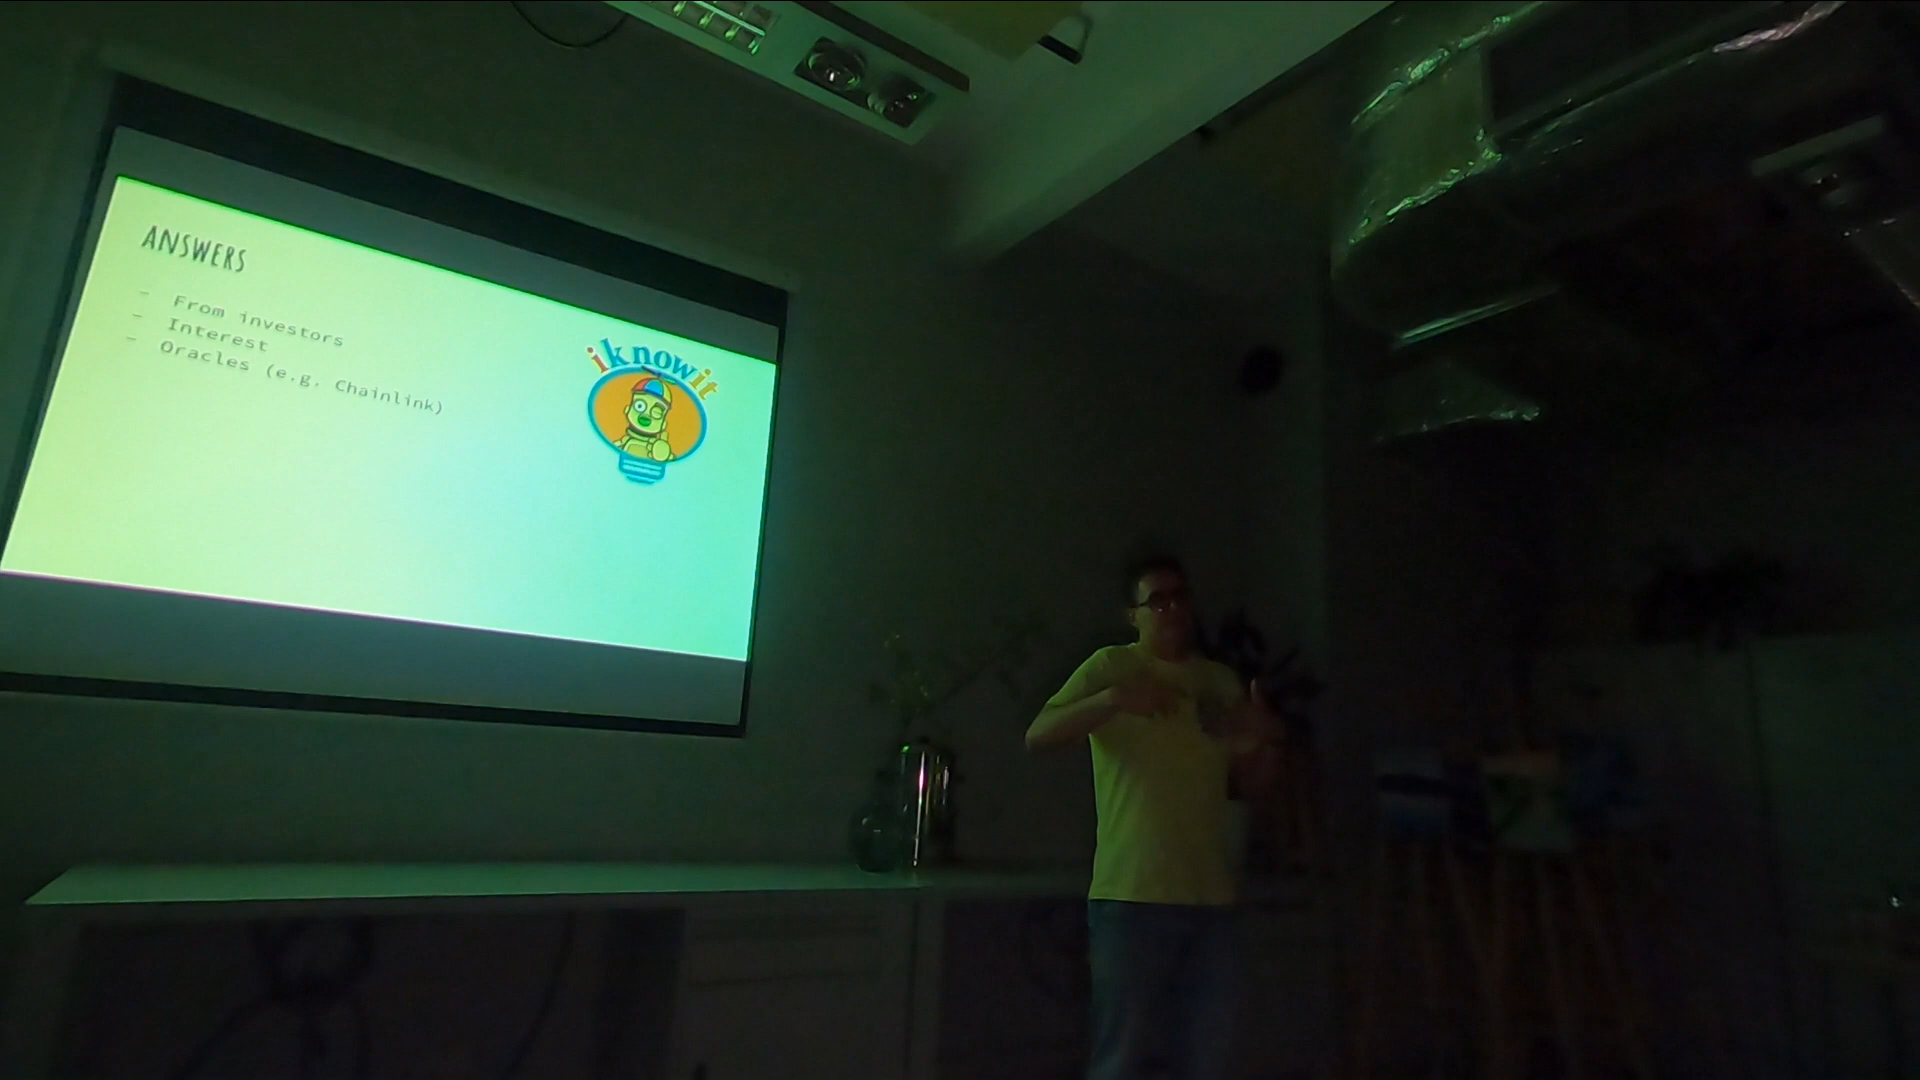 ANSWERS
- From investors
- Interest
- Oracles (e.g. Chainlink)
iknowit